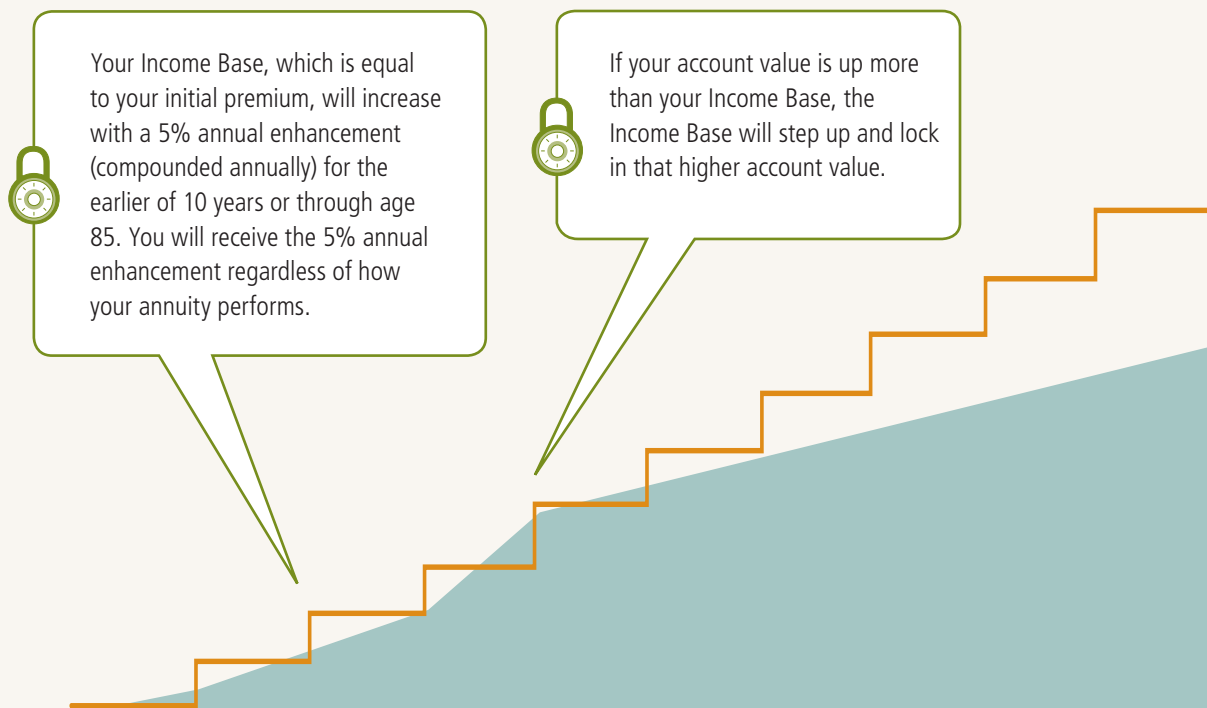 Your Income Base, which is equal
to your initial premium, will increase
with a 5% annual enhancement
(compounded annually) for the
earlier of 10 years or through age
85. You will receive the 5% annual
enhancement regardless of how
your annuity performs.
If your account value is up more
than your Income Base, the
Income Base will step up and lock
in that higher account value.